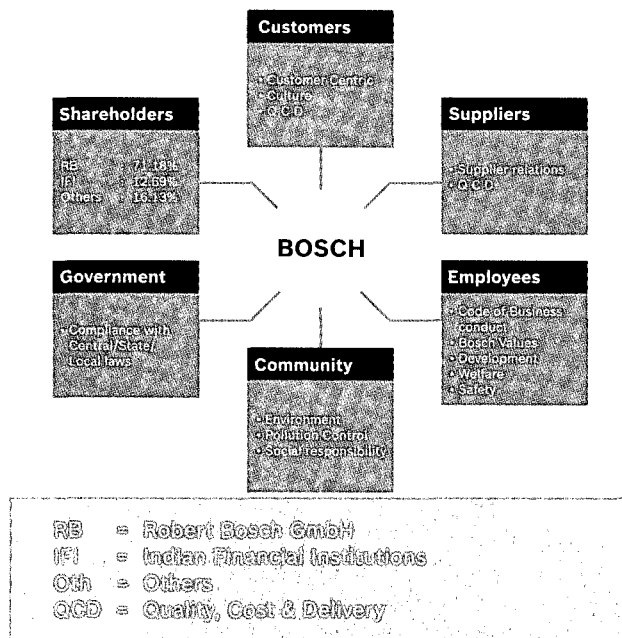 Customers
• Customer Centric
• Culture
• Q.C.D.
Shareholders
RB : 71.18%
IFI : 12.69%
Others : 16.13%
Suppliers
• Supplier relations
• Q.C.D.
BOSCH
Government
• Compliance with
Central/State/
Local laws
Employees
• Code of Business
conduct
• Bosch Values
• Development
• Welfare
• Safety
Community
• Environment
• Pollution Control
• Social responsibility
RB = Robert Bosch GmbH
IFI = Indian Financial Institutions
Oth = Others
QCD = Quality, Cost & Delivery